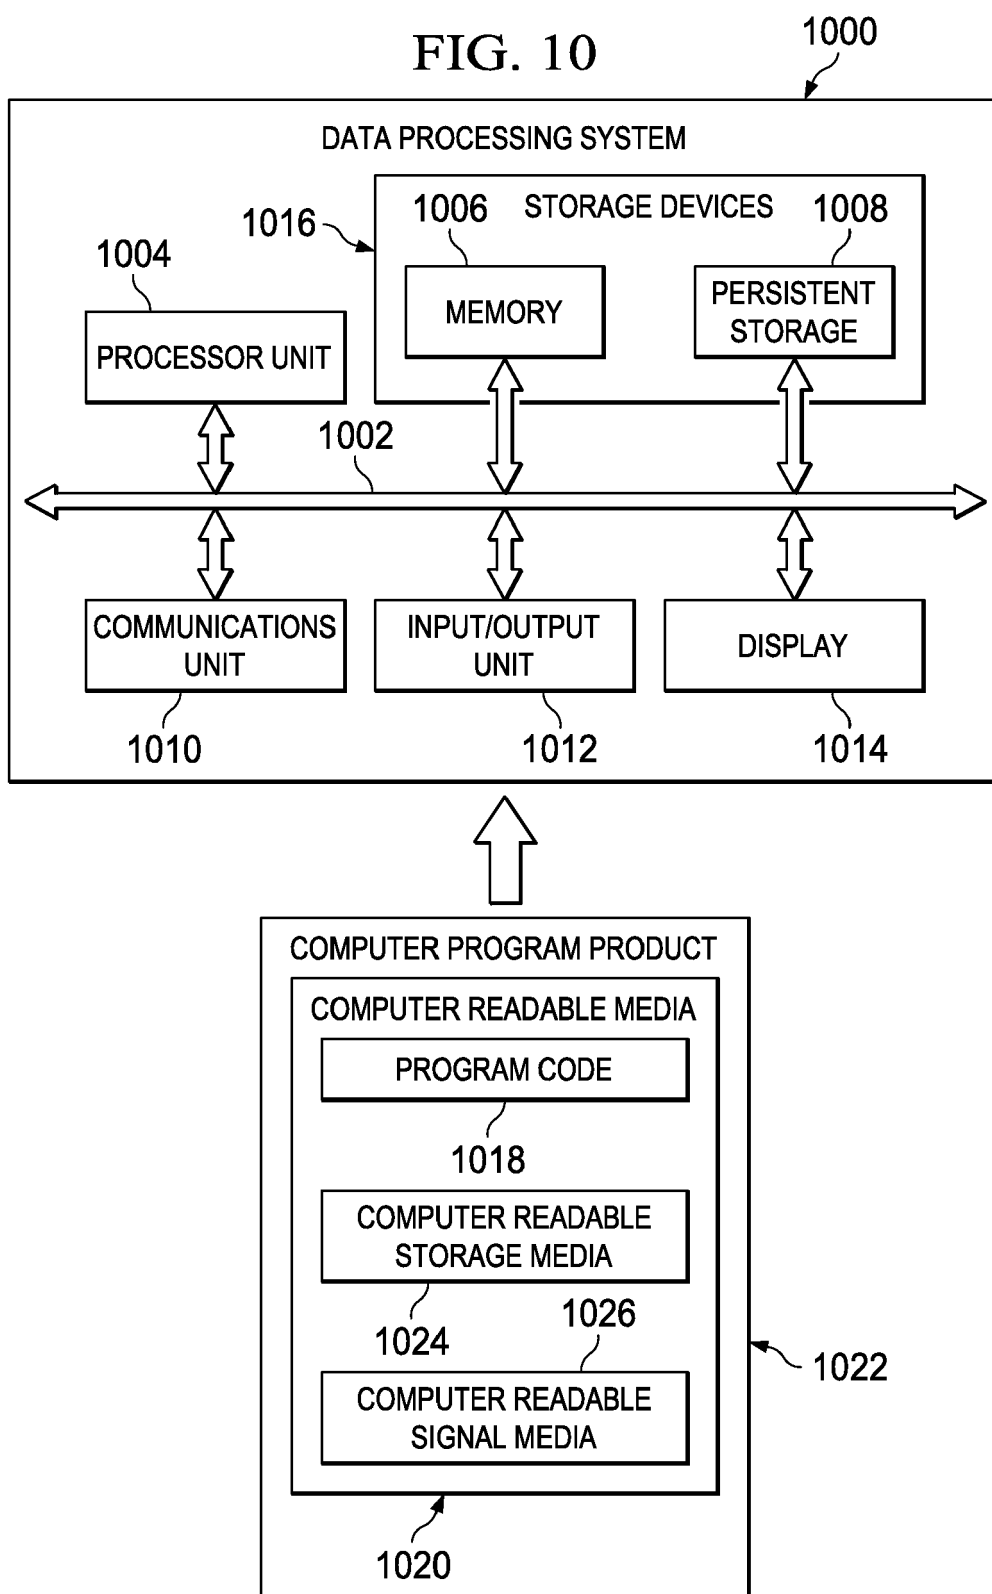 FIG. 10
1000
DATA PROCESSING SYSTEM
1016
STORAGE DEVICES
1006
1008
1004
MEMORY
PERSISTENT
STORAGE
PROCESSOR UNIT
1002
COMMUNICATIONS
UNIT
INPUT/OUTPUT
UNIT
DISPLAY
1010
1012
1014
COMPUTER PROGRAM PRODUCT
COMPUTER READABLE MEDIA
PROGRAM CODE
1018
COMPUTER READABLE
STORAGE MEDIA
1024
1026
COMPUTER READABLE
SIGNAL MEDIA
1022
1020